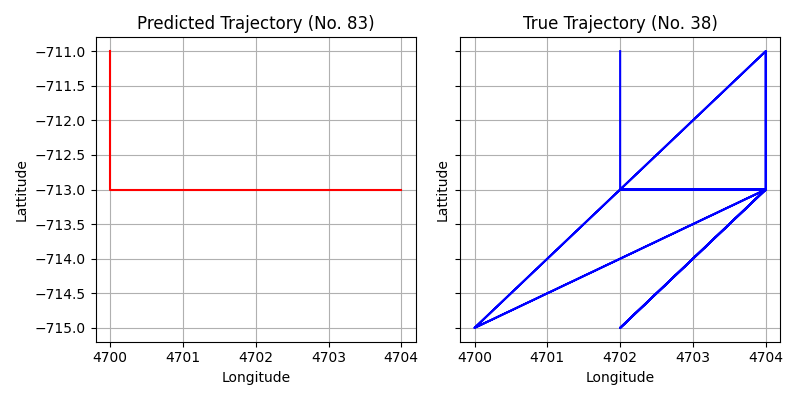 Predicted Trajectory (No. 83)
True Trajectory (No. 38)
−711.0
−711.5
−712.0
−712.5
−713.0
−713.5
−714.0
−714.5
−715.0
Lattitude
Lattitude
4700 4701 4702 4703 4704
4700 4701 4702 4703 4704
Longitude
Longitude